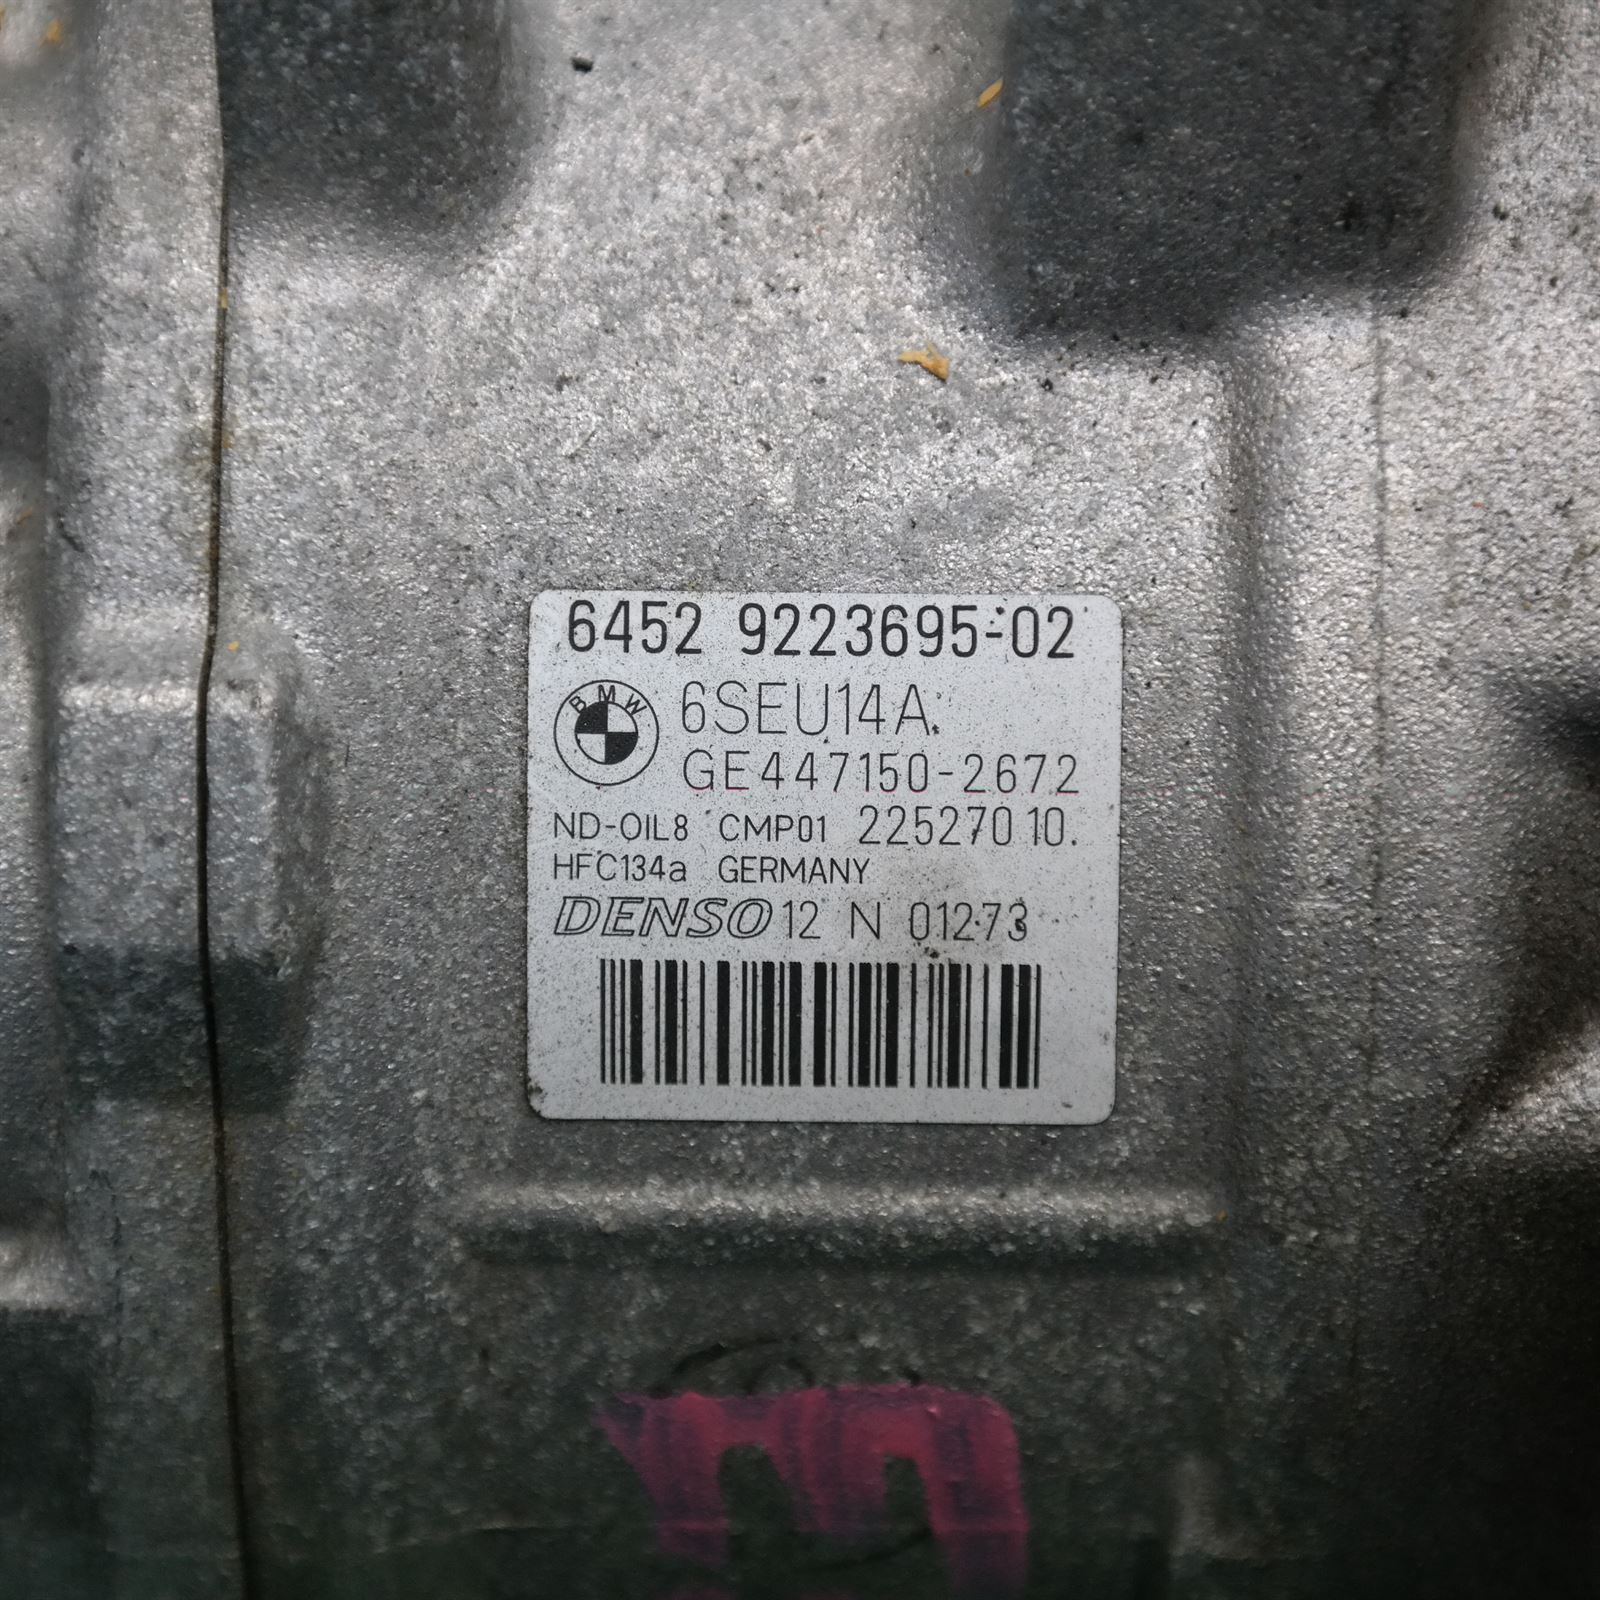 6452 9223695-02
BMW
6SEU14A
GE447150-2672
ND-OIL8 CMP01 22527010.
HFC134a GERMANY
DENSO 12 N 01273